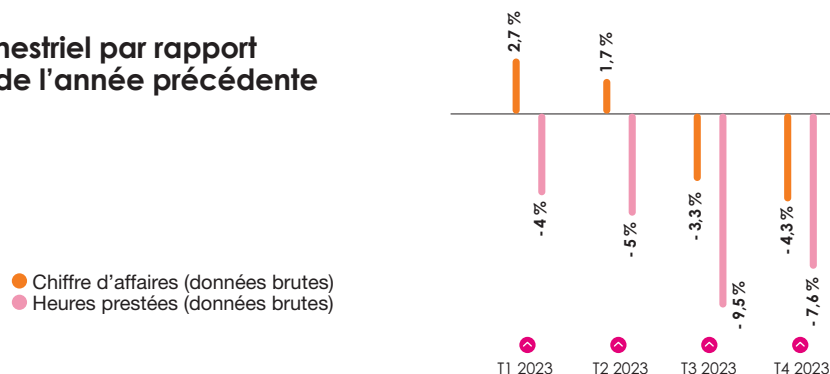 nestriel par rapport
de l'année précédente
2,7 %
1,7 %
- 4 %
- 5 %
- 3,3 %
- 9,5 %
- 4,3 %
- 7,6 %
Chiffre d'affaires (données brutes)
Heures prestées (données brutes)
T1 2023
T2 2023
T3 2023
T4 2023